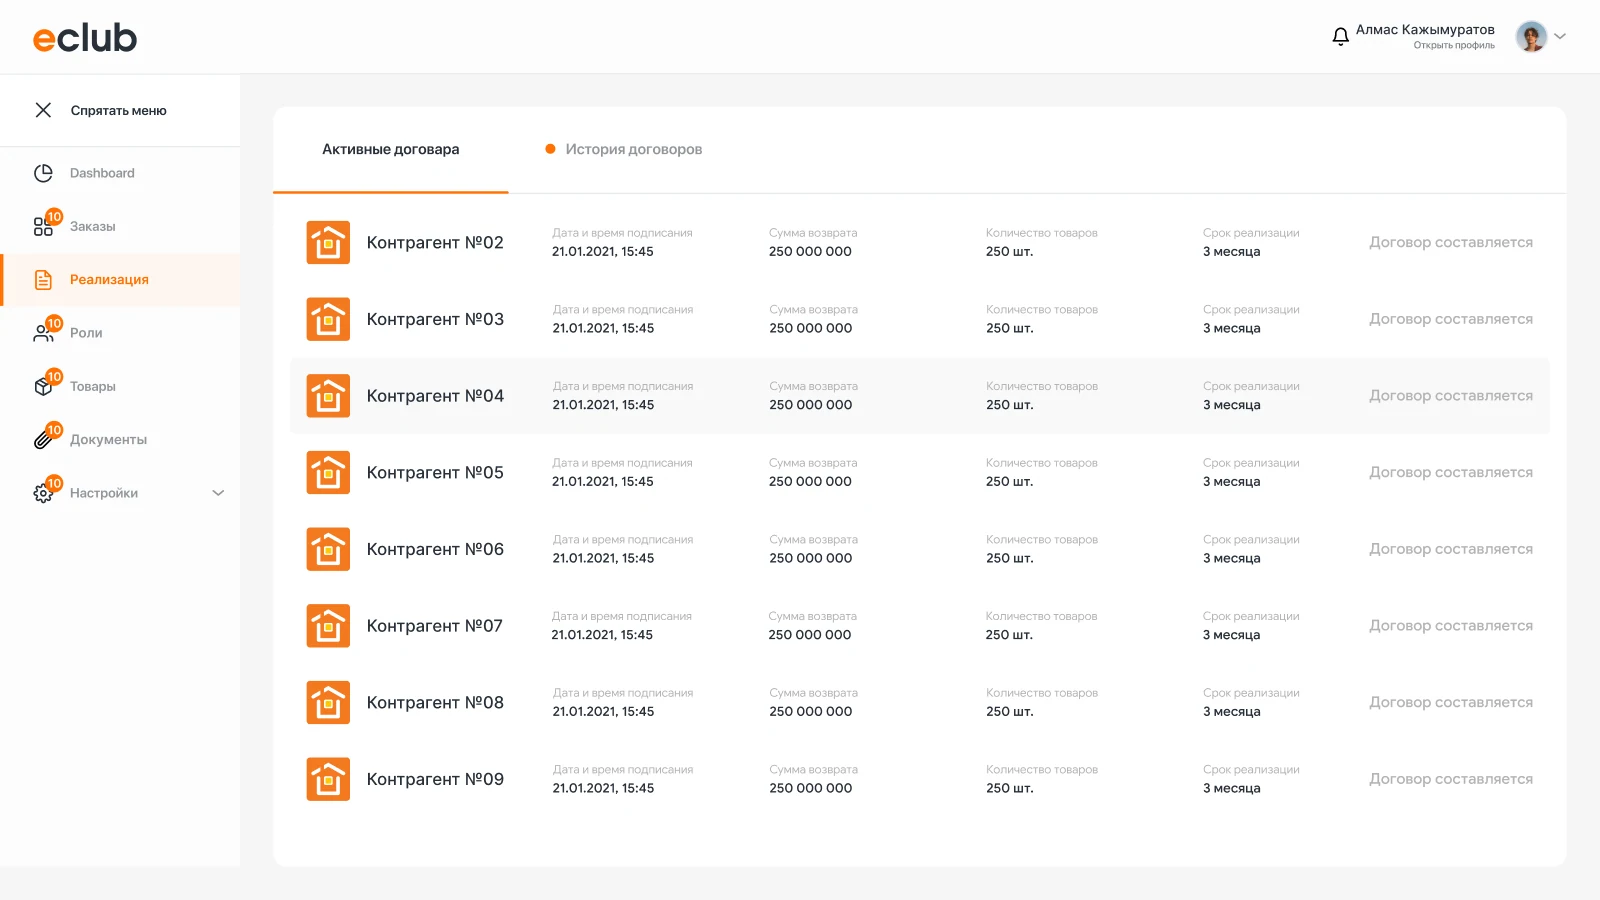 eclub
Алмас Кажымуратов
Открыть профиль
Спрятать меню
Dashboard
10
Заказы
Реализация
10
Роли
10
Товары
10
Документы
10
Настройки
Активные договара
История договоров
Контрагент №02
Дата и время подписания
21.01.2021, 15:45
Сумма возврата
250 000 000
Количество товаров
250 шт.
Срок реализации
3 месяца
Договор составляется
Контрагент №03
Дата и время подписания
21.01.2021, 15:45
Сумма возврата
250 000 000
Количество товаров
250 шт.
Срок реализации
3 месяца
Договор составляется
Контрагент №04
Дата и время подписания
21.01.2021, 15:45
Сумма возврата
250 000 000
Количество товаров
250 шт.
Срок реализации
3 месяца
Договор составляется
Контрагент №05
Дата и время подписания
21.01.2021, 15:45
Сумма возврата
250 000 000
Количество товаров
250 шт.
Срок реализации
3 месяца
Договор составляется
Контрагент №06
Дата и время подписания
21.01.2021, 15:45
Сумма возврата
250 000 000
Количество товаров
250 шт.
Срок реализации
3 месяца
Договор составляется
Контрагент №07
Дата и время подписания
21.01.2021, 15:45
Сумма возврата
250 000 000
Количество товаров
250 шт.
Срок реализации
3 месяца
Договор составляется
Контрагент №08
Дата и время подписания
21.01.2021, 15:45
Сумма возврата
250 000 000
Количество товаров
250 шт.
Срок реализации
3 месяца
Договор составляется
Контрагент №09
Дата и время подписания
21.01.2021, 15:45
Сумма возврата
250 000 000
Количество товаров
250 шт.
Срок реализации
3 месяца
Договор составляется